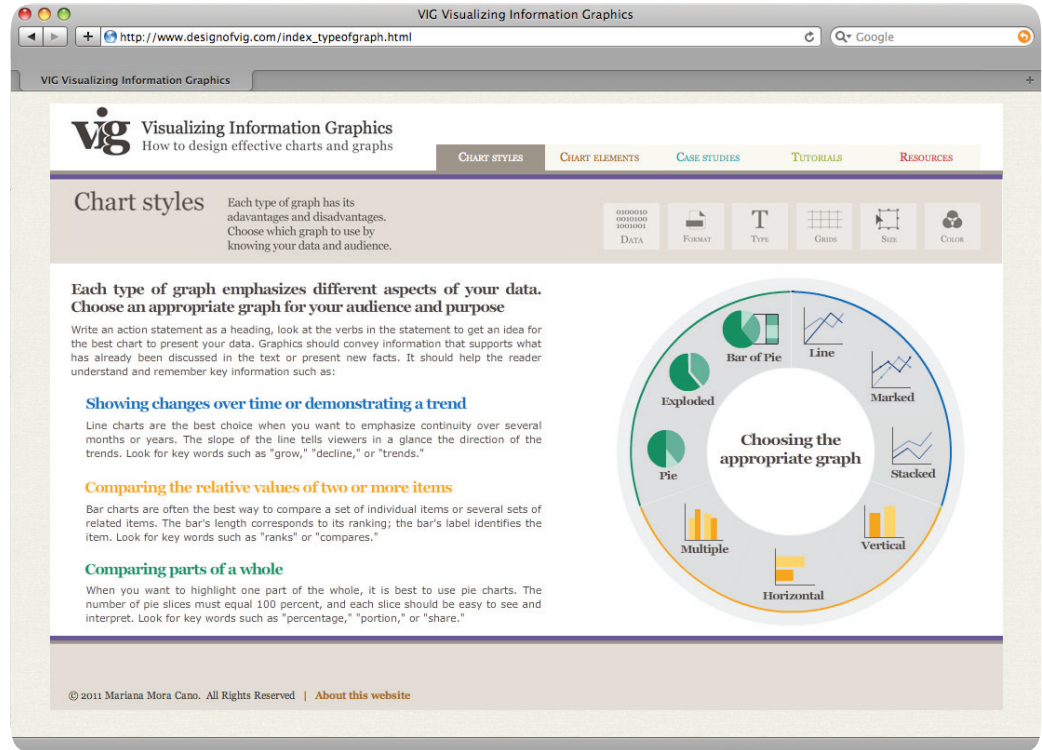 VIG Visualizing Information Graphics
http://www.designofvig.com/index_typeofgraph.html
Google
VIG Visualizing Information Graphics
vig
Visualizing Information Graphics
How to design effective charts and graphs
Chart styles
Chart elements
Case studies
Tutorials
Resources
Chart styles
Each type of graph has its
adavantages and disadvantages.
Choose which graph to use by
knowing your data and audience.
0100010
0010100
1001001
Data
Format
T
Type
Grids
Size
Color
Each type of graph emphasizes different aspects of your data.
Choose an appropriate graph for your audience and purpose
Write an action statement as a heading, look at the verbs in the statement to get an idea for
the best chart to present your data. Graphics should convey information that supports what
has already been discussed in the text or present new facts. It should help the reader
understand and remember key information such as:
Showing changes over time or demonstrating a trend
Line charts are the best choice when you want to emphasize continuity over several
months or years. The slope of the line tells viewers in a glance the direction of the
trends. Look for key words such as "grow," "decline," or "trends."
Comparing the relative values of two or more items
Bar charts are often the best way to compare a set of individual items or several sets of
related items. The bar's length corresponds to its ranking; the bar's label identifies the
item. Look for key words such as "ranks" or "compares."
Comparing parts of a whole
When you want to highlight one part of the whole, it is best to use pie charts. The
number of pie slices must equal 100 percent, and each slice should be easy to see and
interpret. Look for key words such as "percentage," "portion," or "share."
Bar of Pie
Line
Exploded
Marked
Choosing the
appropriate graph
Pie
Stacked
Multiple
Vertical
Horizontal
© 2011 Mariana Mora Cano. All Rights Reserved | About this website